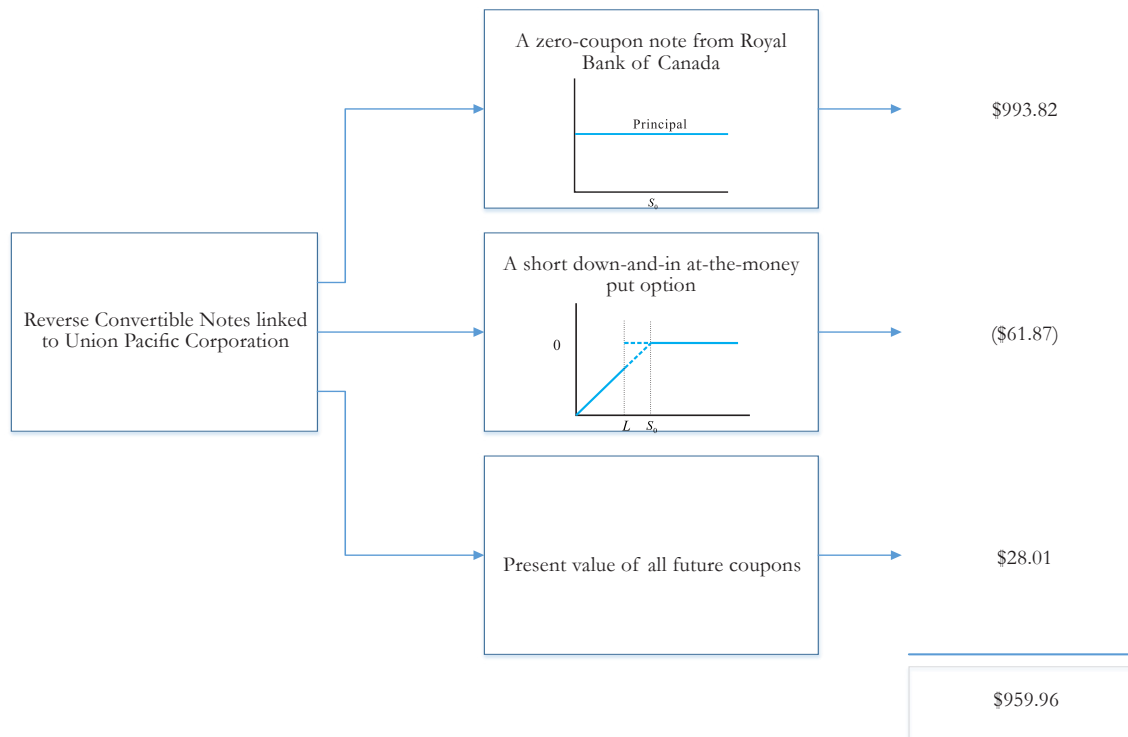 A zero-coupon note from Royal
Bank of Canada
Principal
S₀
$993.82
Reverse Convertible Notes linked
to Union Pacific Corporation
A short down-and-in at-the-money
put option
0
L S₀
($61.87)
Present value of all future coupons
$28.01
$959.96